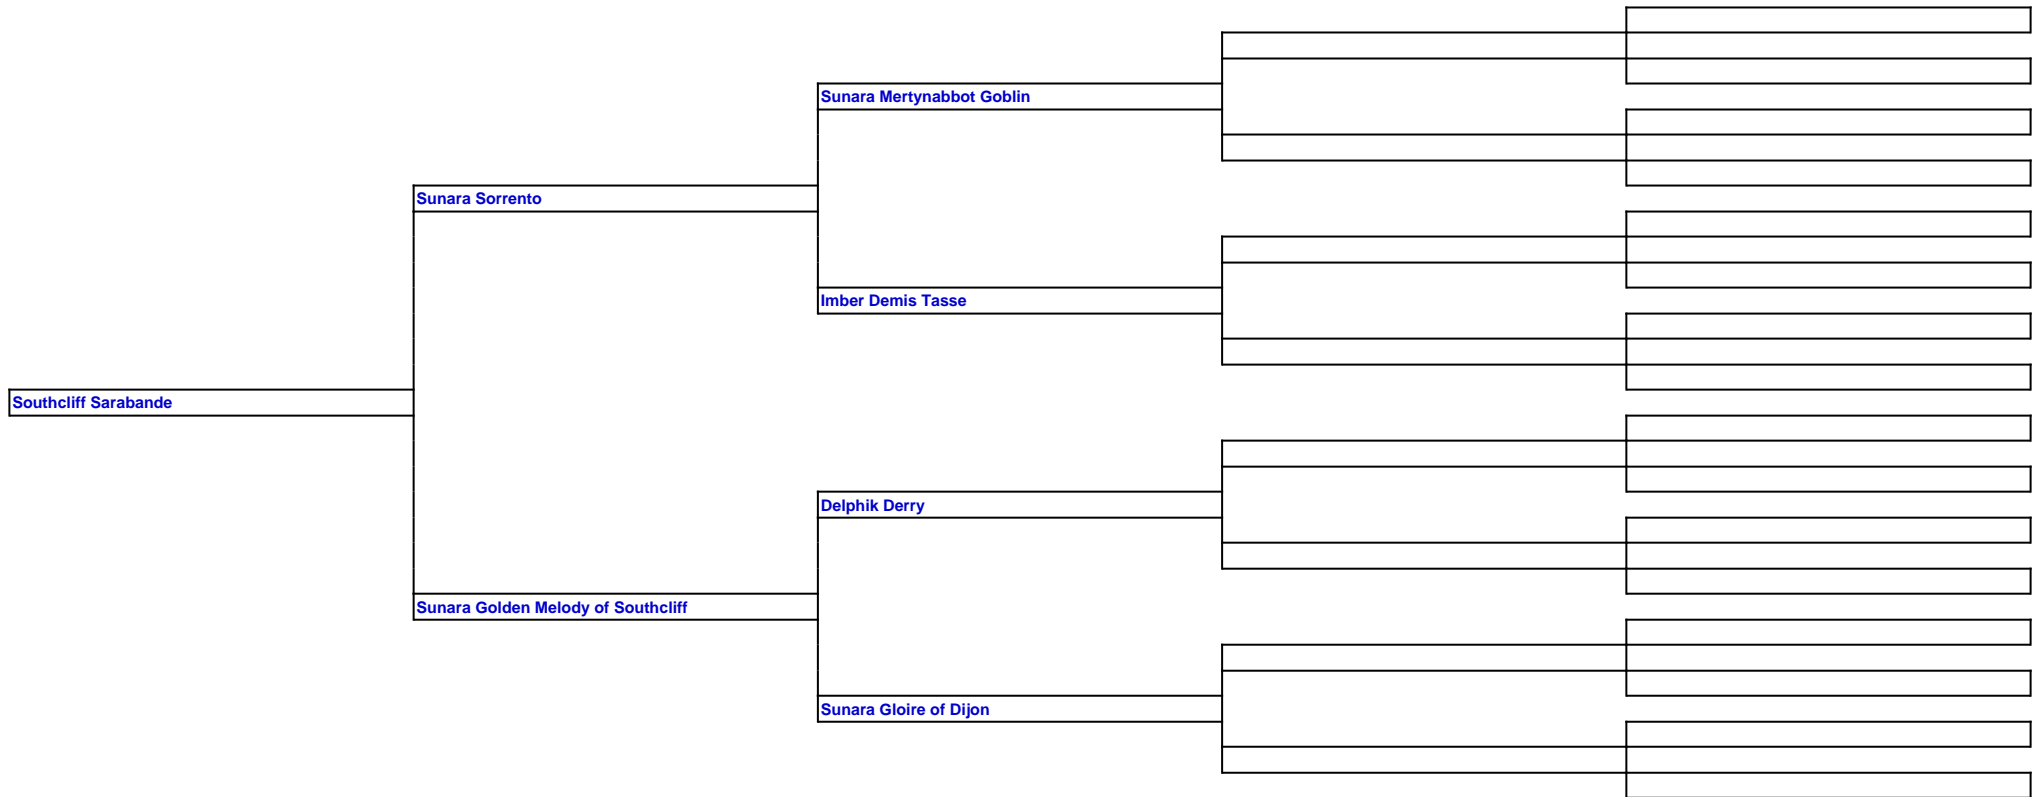 Sunara Mertynabbot Goblin
Sunara Sorrento
Imber Demis Tasse
Southcliff Sarabande
Delphik Derry
Sunara Golden Melody of Southcliff
Sunara Gloire of Dijon